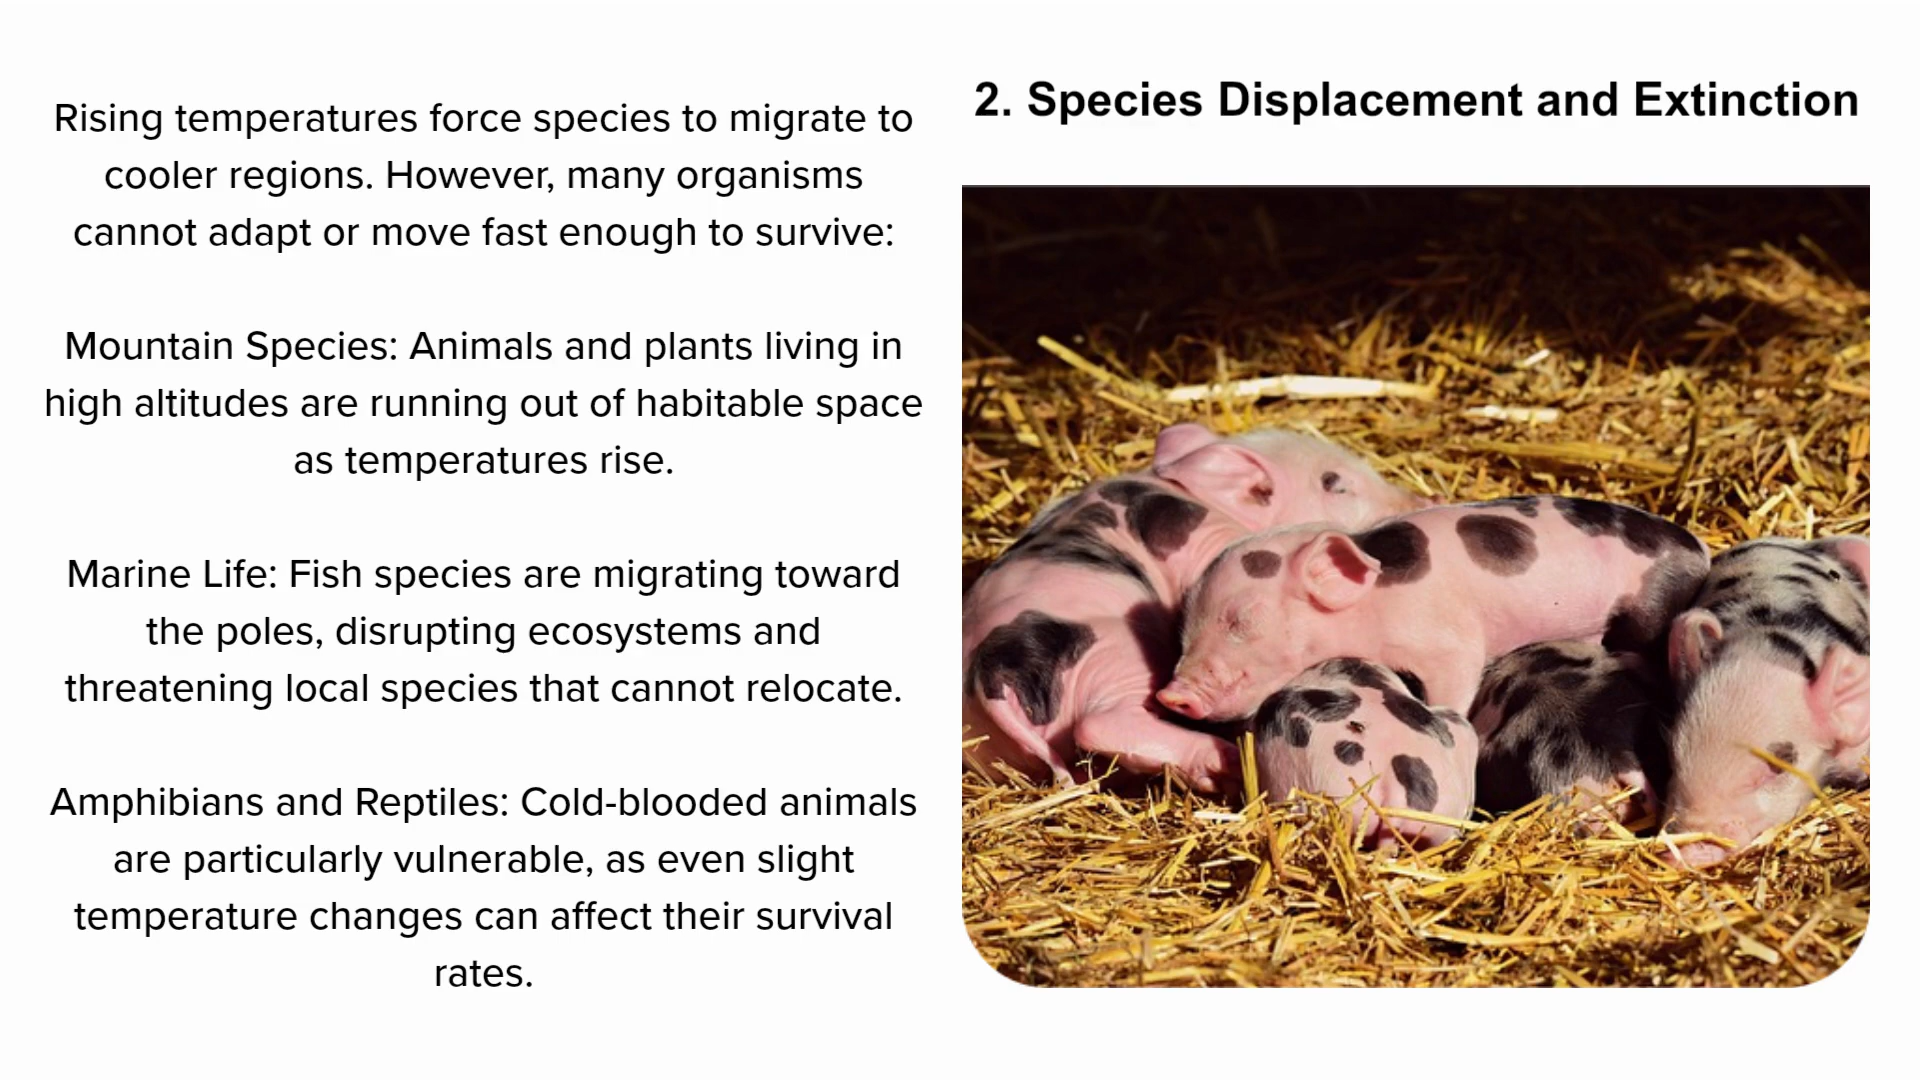 2. Species Displacement and Extinction
Rising temperatures force species to migrate to
cooler regions. However, many organisms
cannot adapt or move fast enough to survive:
Mountain Species: Animals and plants living in
high altitudes are running out of habitable space
as temperatures rise.
Marine Life: Fish species are migrating toward
the poles, disrupting ecosystems and
threatening local species that cannot relocate.
Amphibians and Reptiles: Cold-blooded animals
are particularly vulnerable, as even slight
temperature changes can affect their survival
rates.